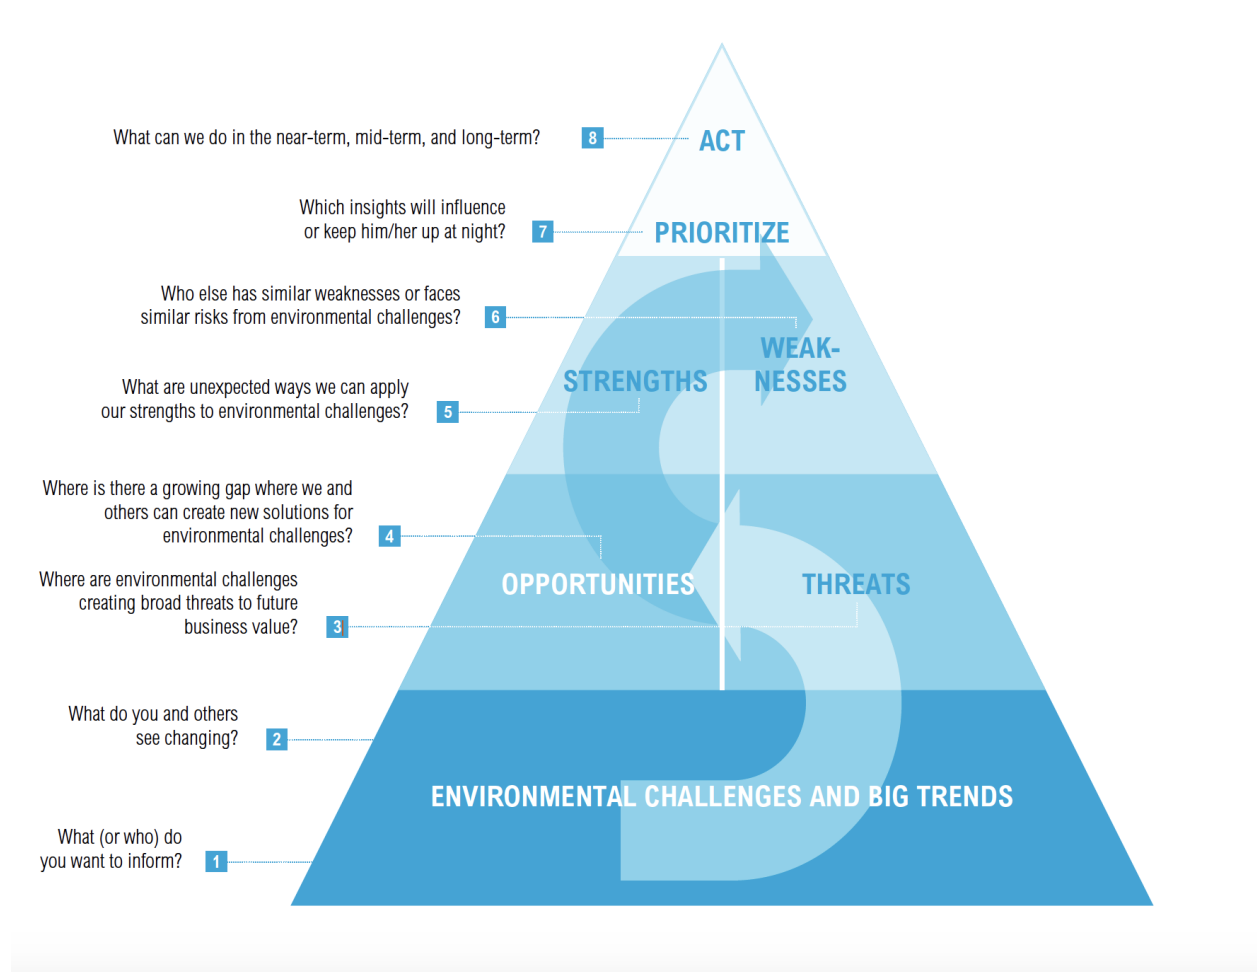 What can we do in the near-term, mid-term, and long-term?
8
ACT
Which insights will influence
or keep him/her up at night?
7
PRIORITIZE
Who else has similar weaknesses or faces
similar risks from environmental challenges?
6
WEAK-
NESSES
What are unexpected ways we can apply
our strengths to environmental challenges?
5
STRENGTHS
Where is there a growing gap where we and
others can create new solutions for
environmental challenges?
4
OPPORTUNITIES
Where are environmental challenges
creating broad threats to future
business value?
3
THREATS
What do you and others
see changing?
2
ENVIRONMENTAL CHALLENGES AND BIG TRENDS
What (or who) do
you want to inform?
1